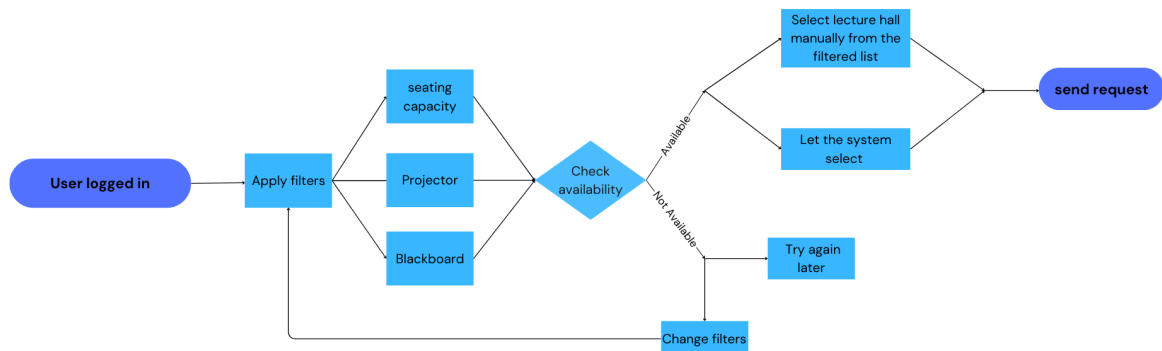 User logged in
Apply filters
seating
capacity
Projector
Blackboard
Check
availability
Available
Not Available
Select lecture hall
manually from the
filtered list
Let the system
select
send request
Try again
later
Change filters